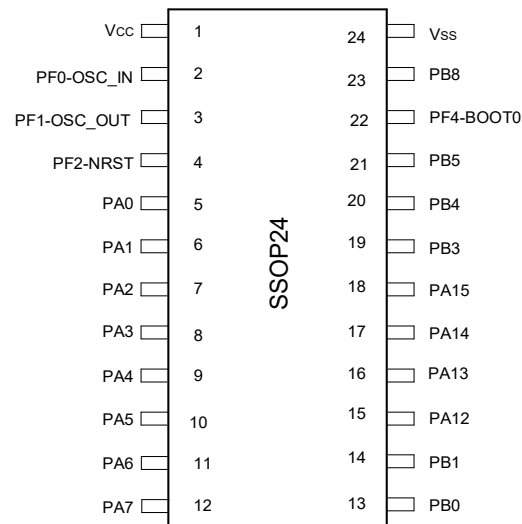 Vcc 1 24 Vss
PF0-OSC_IN 2 23 PB8
PF1-OSC_OUT 3 22 PF4-BOOT0
PF2-NRST 4 21 PB5
PA0 5 20 PB4
PA1 6 19 PB3
PA2 7 18 PA15
PA3 8 17 PA14
PA4 9 16 PA13
PA5 10 15 PA12
PA6 11 14 PB1
PA7 12 13 PB0
SSOP24